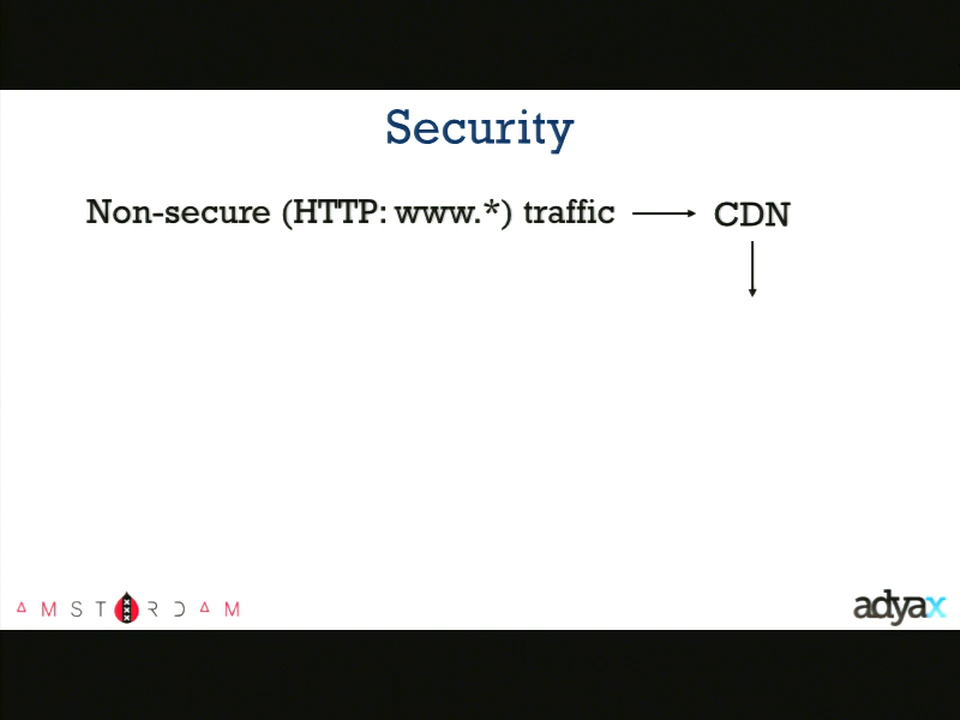 Security
Non-secure (HTTP: www.*) traffic
CDN
AMSTERDAM
adyax